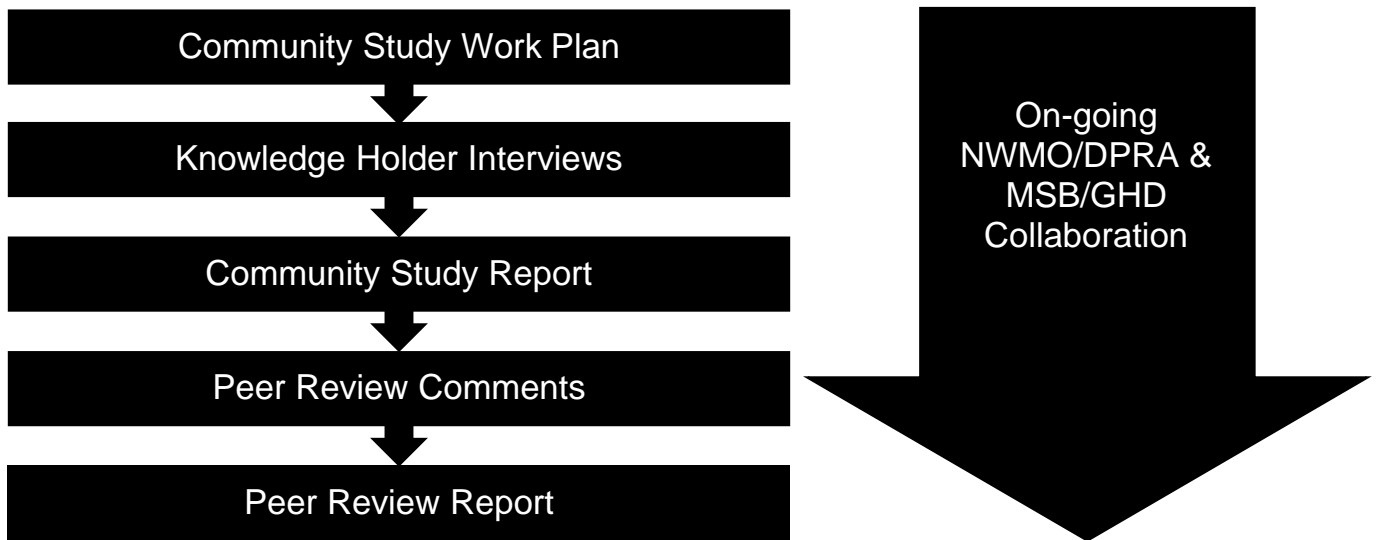 Community Study Work Plan
Knowledge Holder Interviews
Community Study Report
Peer Review Comments
Peer Review Report
On-going
NWMO/DPRA &
MSB/GHD
Collaboration